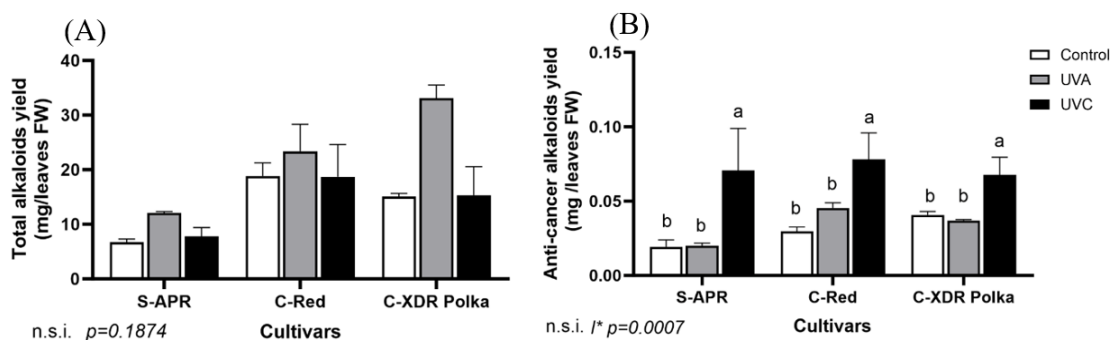 (A)
Total alkaloids yield
(mg/leaves FW)
40
30
20
10
0
S-APR C-Red C-XDR Polka
n.s.i. p=0.1874 Cultivars
(B)
Anti-cancer alkaloids yield
(mg /leaves FW)
0.15
0.10
0.05
0.00
b b a
b b a
b b a
S-APR C-Red C-XDR Polka
n.s.i. I* p=0.0007 Cultivars
Control
UVA
UVC